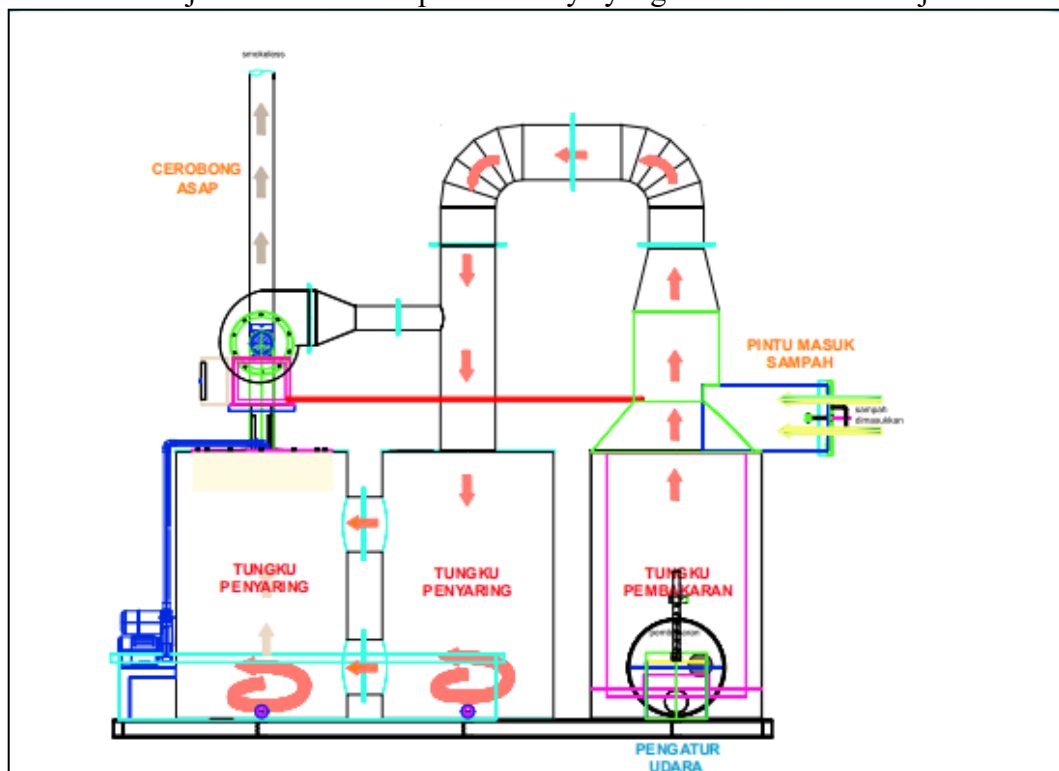 smokeless
CEROBONG
ASAP
PINTU MASUK
SAMPAH
sampah
dimasukkan
TUNGKU
PENYARING
TUNGKU
PENYARING
TUNGKU
PEMBAKARAN
PENGATUR
UDARA